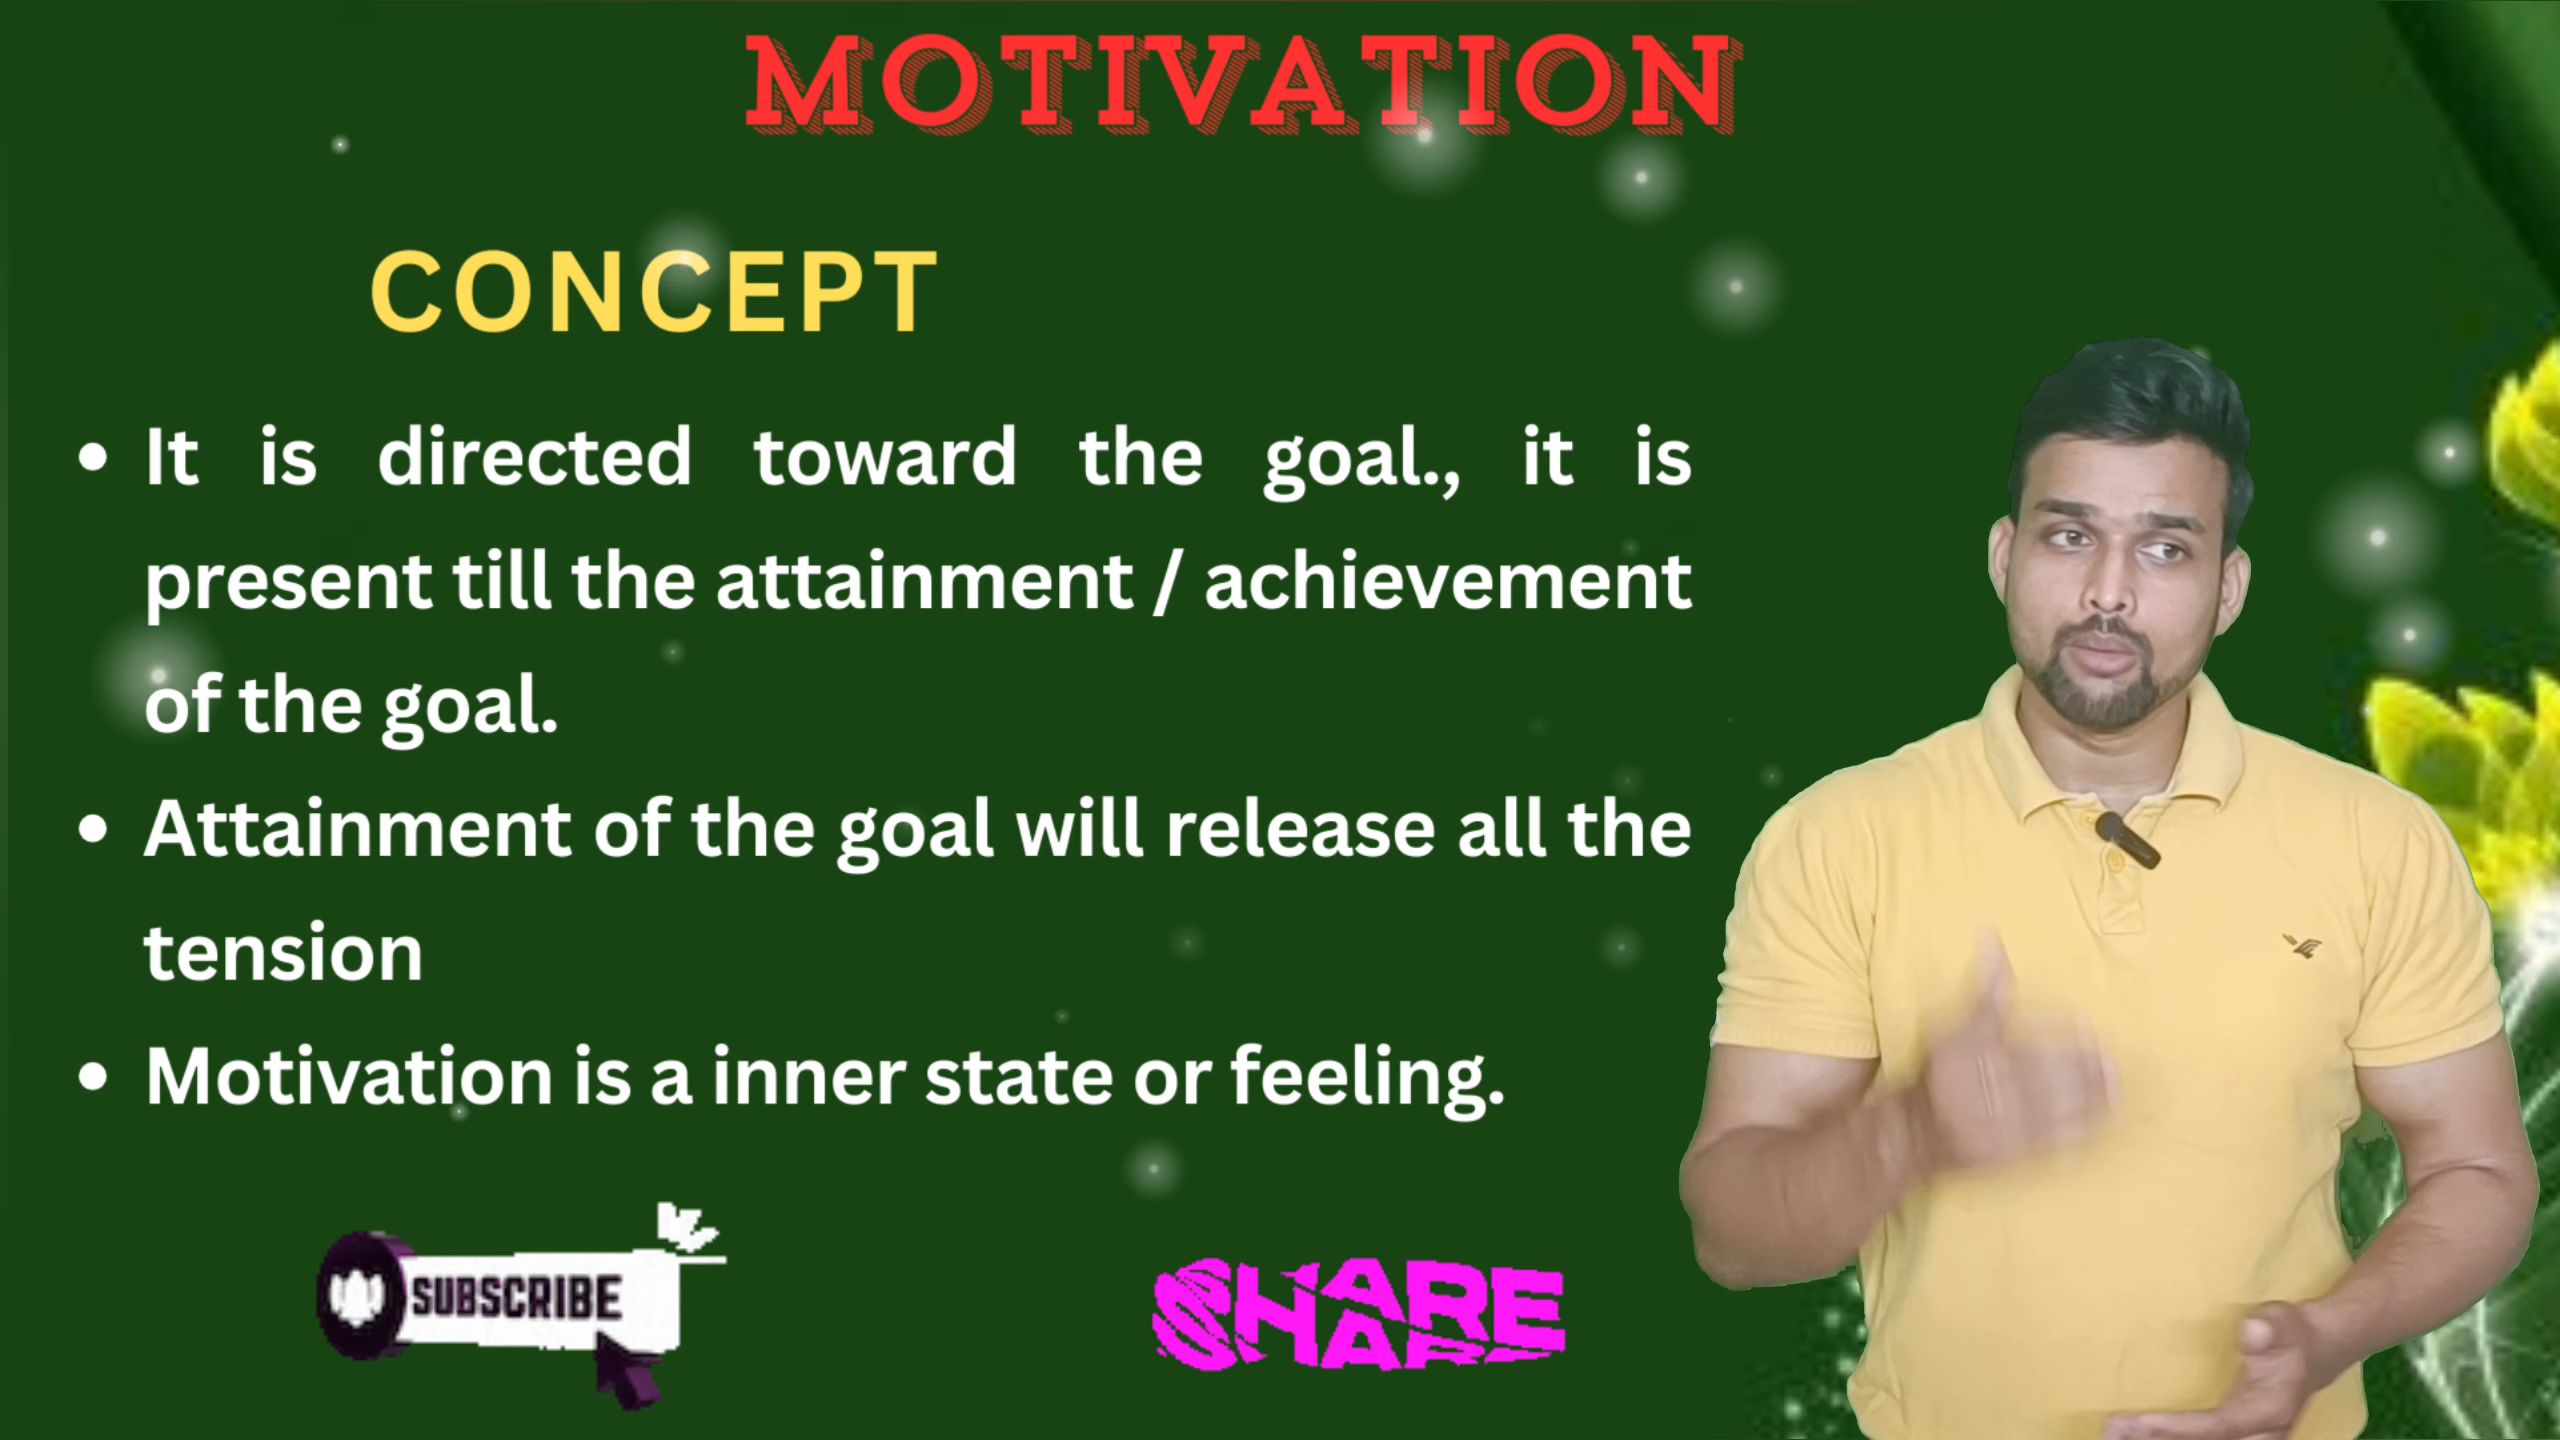 MOTIVATION
CONCEPT
• It is directed toward the goal., it is
present till the attainment / achievement
of the goal.
• Attainment of the goal will release all the
tension
• Motivation is a inner state or feeling.
SUBSCRIBE
SHARE